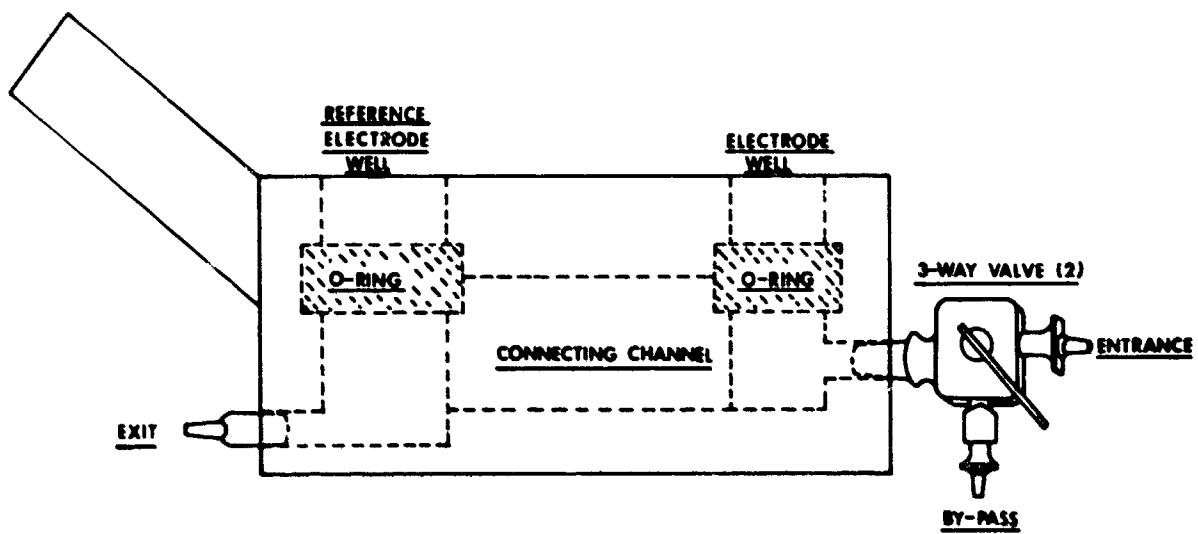 REFERENCE
ELECTRODE
WELL
ELECTRODE
WELL
O-RING
O-RING
3-WAY VALVE (2)
CONNECTING CHANNEL
ENTRANCE
EXIT
BY-PASS